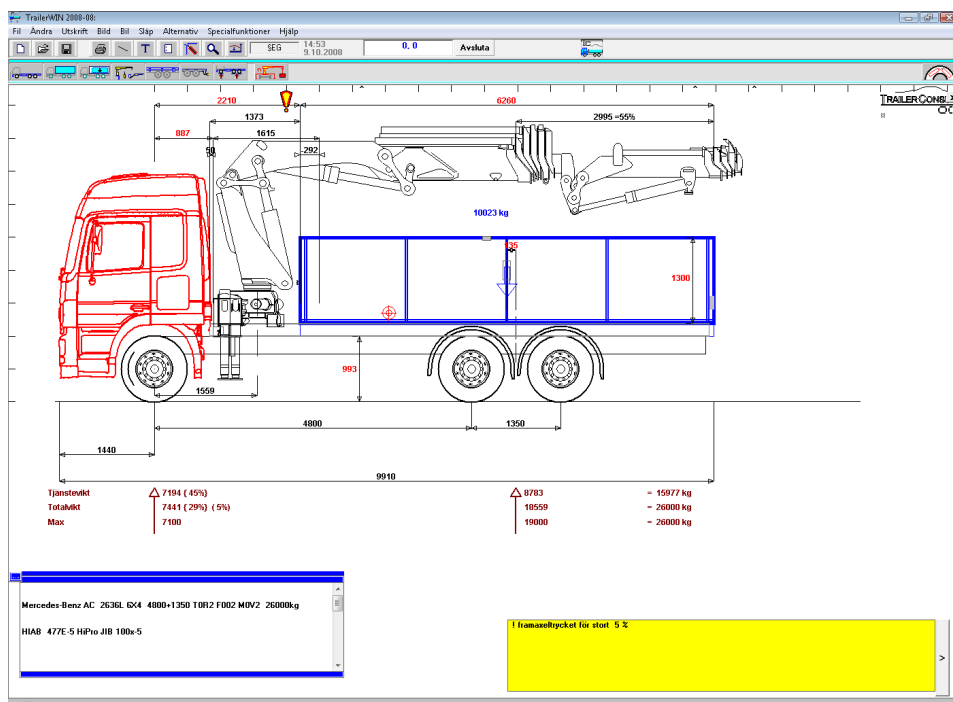 TrailerWIN 2008-08:
Fil Ändra Utskrift Bild Bil Släp Alternativ Specialfunktioner Hjälp
T SEG 14:53 0, 0 Avsluta
9.10.2008
2210 6260
1373 2995 =55%
887 1615
50 292
10023 kg
135
1300
993
1559
4800 1350
1440
9910
Tjänstevikt 7194 ( 45%) 8783 = 15977 kg
Totalvikt 7441 ( 29%) ( 5%) 18559 = 26000 kg
Max 7100 19000 = 26000 kg
Mercedes-Benz AC 2636L 6X4 4800+1350 T0R2 F002 M0V2 26000kg
HIAB 477E-5 HiPro JIB 100x-5
! framaxeltrycket för stort 5 %
>